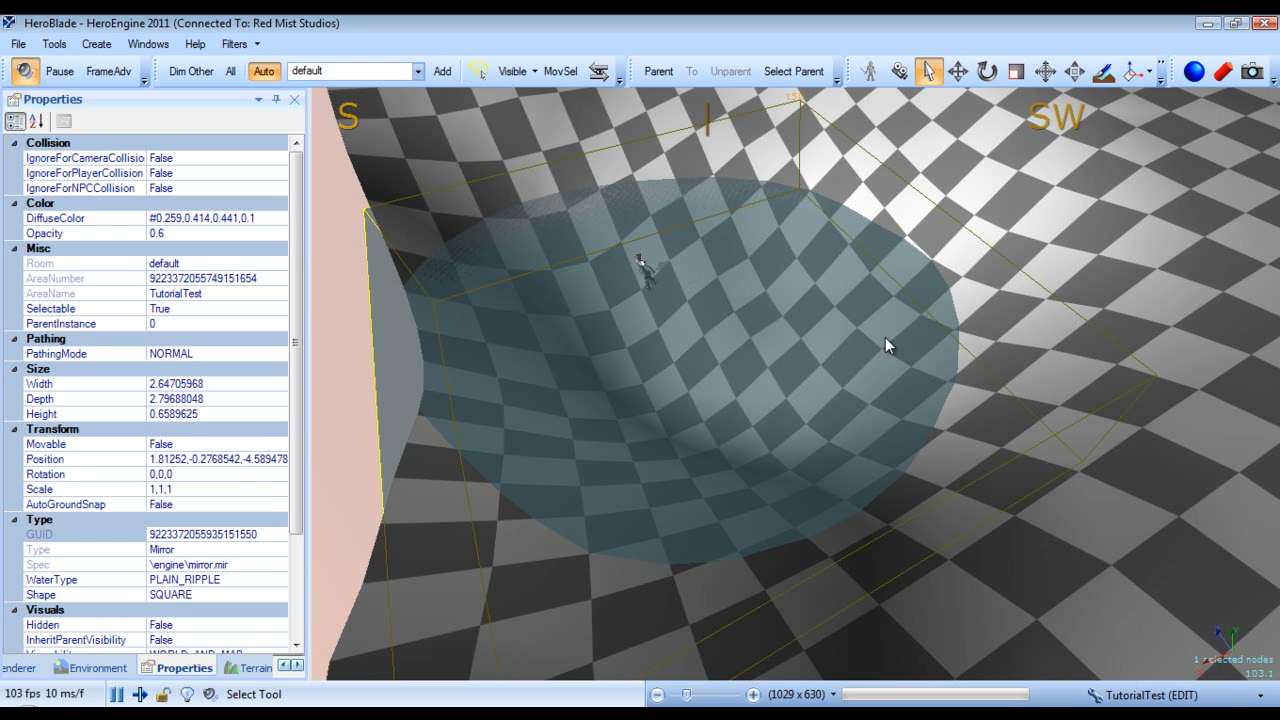 HeroBlade - HeroEngine 2011 (Connected To: Red Mist Studios)
File Tools Create Windows Help Filters
Pause FrameAdv Dim Other All Auto default Add Visible MovSel Parent To Unparent Select Parent
Properties
S I SW
Collision
IgnoreForCameraCollisio False
IgnoreForPlayerCollision False
IgnoreForNPCCollision False
Color
DiffuseColor #0.259,0.414,0.441,0.1
Opacity 0.6
Misc
Room default
AreaNumber 9223372055749151654
AreaName TutorialTest
Selectable True
ParentInstance 0
Pathing
PathingMode NORMAL
Size
Width 2.64705968
Depth 2.79688048
Height 0.6589625
Transform
Movable False
Position 1.81252,-0.2768542,-4.589478
Rotation 0,0,0
Scale 1,1,1
AutoGroundSnap False
Type
GUID 9223372055935151550
Type Mirror
Spec \engine\mirror.mir
WaterType PLAIN_RIPPLE
Shape SQUARE
Visuals
Hidden False
InheritParentVisibility False
1 selected nodes
103.1
enderer Environment Properties Terrain
103 fps 10 ms/f Select Tool (1029 x 630) TutorialTest (EDIT)